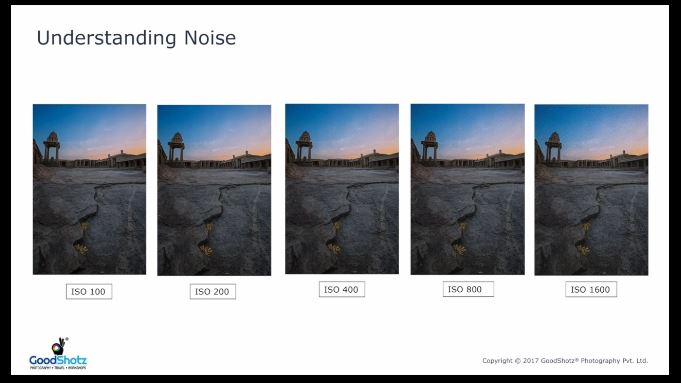 Understanding Noise
ISO 100
ISO 200
ISO 400
ISO 800
ISO 1600
GoodShotz®
PHOTOGRAPHY • TRAVEL • WORKSHOPS
Copyright © 2017 GoodShotz® Photography Pvt. Ltd.